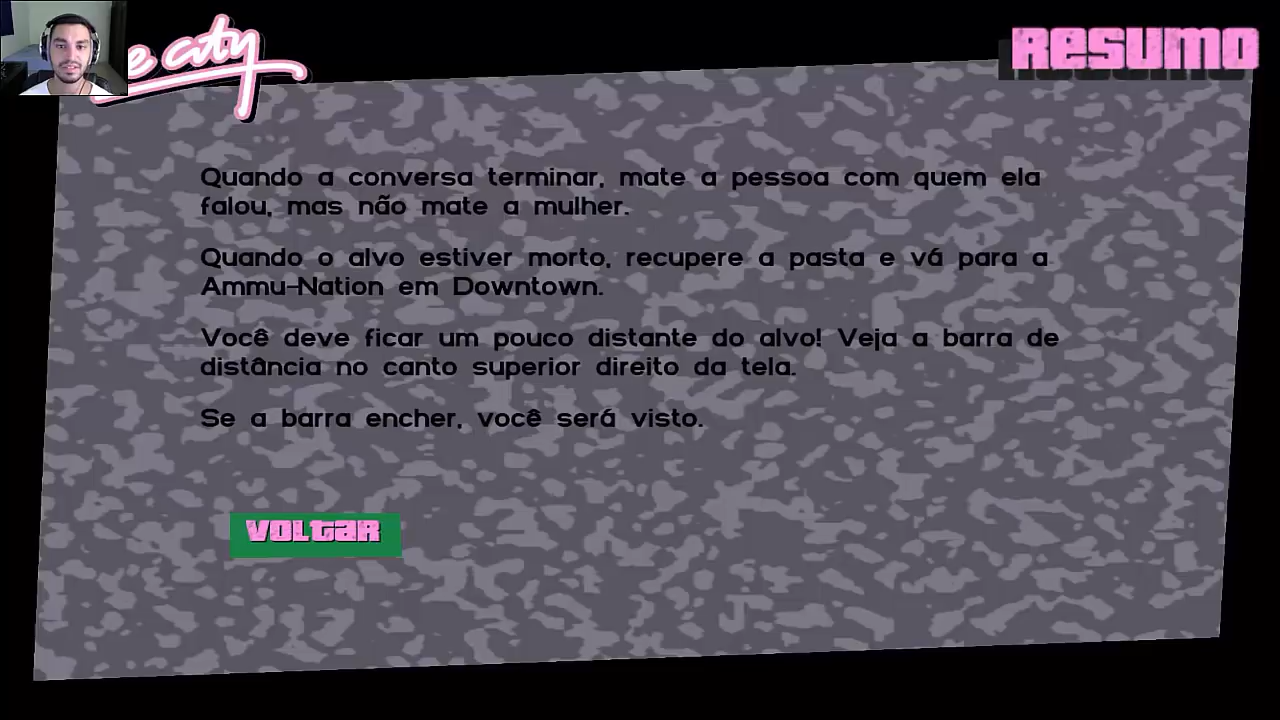 e city
RESUMO
Quando a conversa terminar, mate a pessoa com quem ela
falou, mas não mate a mulher.
Quando o alvo estiver morto, recupere a pasta e vá para a
Ammu-Nation em Downtown.
Você deve ficar um pouco distante do alvo! Veja a barra de
distância no canto superior direito da tela.
Se a barra encher, você será visto.
VOLTAR